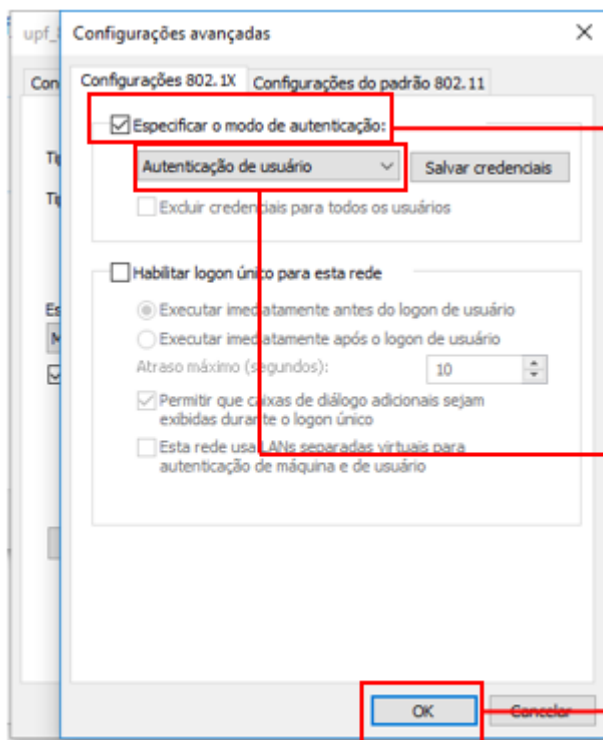 upf_
Configurações avançadas
Con
Configurações 802.1X
Configurações do padrão 802.11
Especificar o modo de autenticação:
Autenticação de usuário
Salvar credenciais
Excluir credenciais para todos os usuários
Habilitar logon único para esta rede
Executar imediatamente antes do logon de usuário
Executar imediatamente após o logon de usuário
Atraso máximo (segundos):
10
Permitir que caixas de diálogo adicionais sejam
exibidas durante o logon único
Esta rede usa LANs separadas virtuais para
autenticação de máquina e de usuário
Es
OK
Cancelar